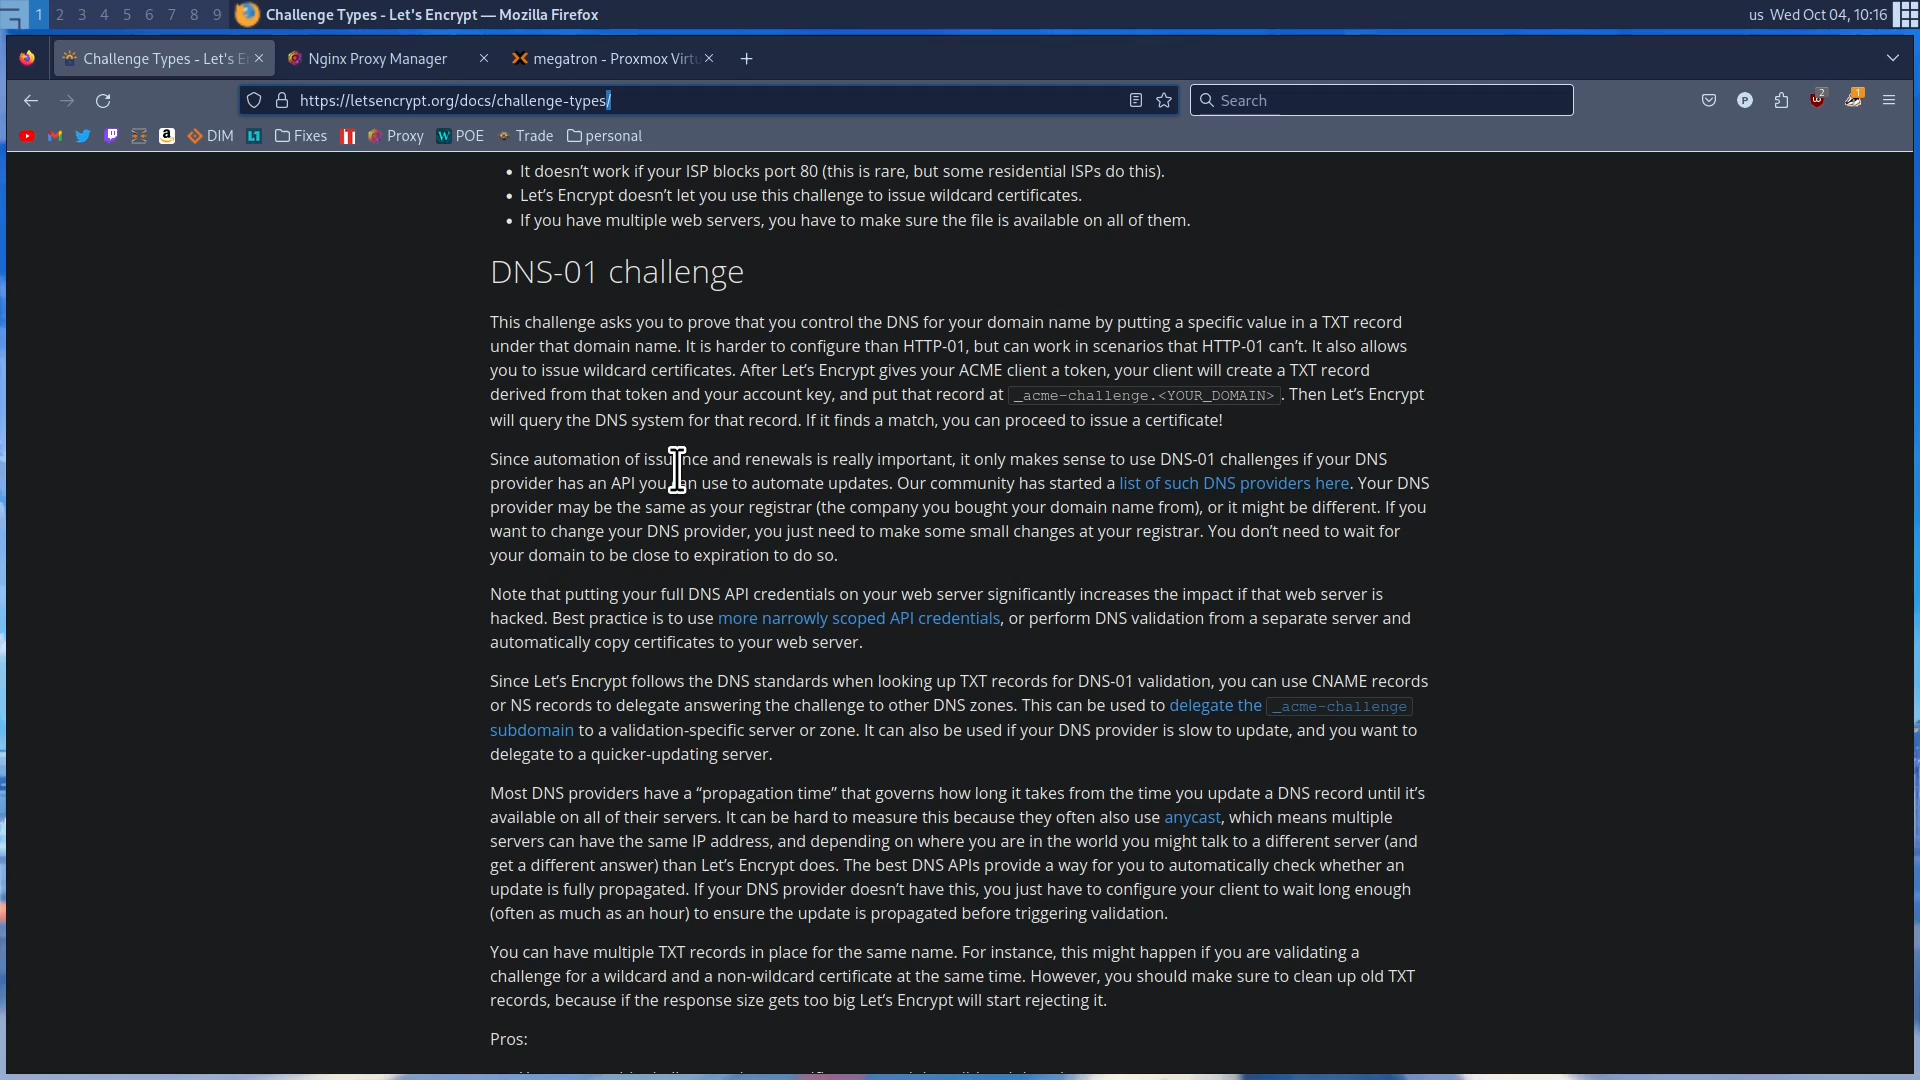 1 2 3 4 5 6 7 8 9 Challenge Types - Let's Encrypt — Mozilla Firefox us Wed Oct 04, 10:16
Challenge Types - Let's E Nginx Proxy Manager megatron - Proxmox Virtu
https://letsencrypt.org/docs/challenge-types/ Search P 2 1
DIM Fixes Proxy W POE Trade personal
• It doesn't work if your ISP blocks port 80 (this is rare, but some residential ISPs do this).
• Let's Encrypt doesn't let you use this challenge to issue wildcard certificates.
• If you have multiple web servers, you have to make sure the file is available on all of them.
DNS-01 challenge
This challenge asks you to prove that you control the DNS for your domain name by putting a specific value in a TXT record
under that domain name. It is harder to configure than HTTP-01, but can work in scenarios that HTTP-01 can't. It also allows
you to issue wildcard certificates. After Let's Encrypt gives your ACME client a token, your client will create a TXT record
derived from that token and your account key, and put that record at _acme-challenge.<YOUR_DOMAIN>. Then Let's Encrypt
will query the DNS system for that record. If it finds a match, you can proceed to issue a certificate!
Since automation of issuance and renewals is really important, it only makes sense to use DNS-01 challenges if your DNS
provider has an API you can use to automate updates. Our community has started a list of such DNS providers here. Your DNS
provider may be the same as your registrar (the company you bought your domain name from), or it might be different. If you
want to change your DNS provider, you just need to make some small changes at your registrar. You don't need to wait for
your domain to be close to expiration to do so.
Note that putting your full DNS API credentials on your web server significantly increases the impact if that web server is
hacked. Best practice is to use more narrowly scoped API credentials, or perform DNS validation from a separate server and
automatically copy certificates to your web server.
Since Let's Encrypt follows the DNS standards when looking up TXT records for DNS-01 validation, you can use CNAME records
or NS records to delegate answering the challenge to other DNS zones. This can be used to delegate the _acme-challenge
subdomain to a validation-specific server or zone. It can also be used if your DNS provider is slow to update, and you want to
delegate to a quicker-updating server.
Most DNS providers have a “propagation time” that governs how long it takes from the time you update a DNS record until it's
available on all of their servers. It can be hard to measure this because they often also use anycast, which means multiple
servers can have the same IP address, and depending on where you are in the world you might talk to a different server (and
get a different answer) than Let's Encrypt does. The best DNS APIs provide a way for you to automatically check whether an
update is fully propagated. If your DNS provider doesn't have this, you just have to configure your client to wait long enough
(often as much as an hour) to ensure the update is propagated before triggering validation.
You can have multiple TXT records in place for the same name. For instance, this might happen if you are validating a
challenge for a wildcard and a non-wildcard certificate at the same time. However, you should make sure to clean up old TXT
records, because if the response size gets too big Let's Encrypt will start rejecting it.
Pros: